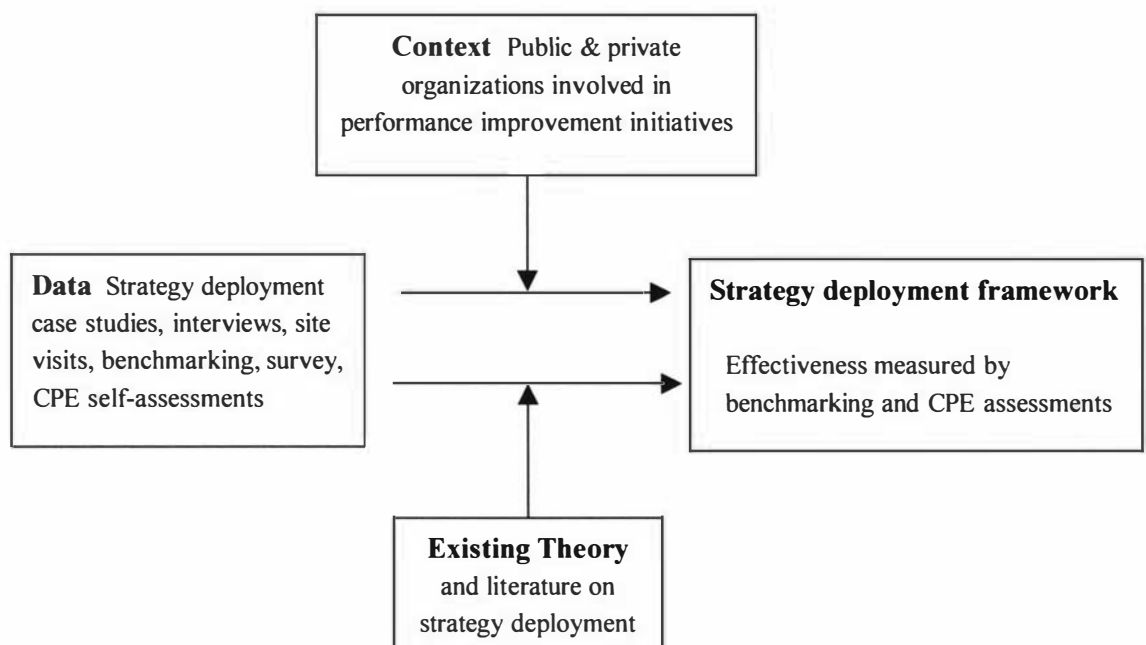 Context Public & private
organizations involved in
performance improvement initiatives
Data Strategy deployment
case studies, interviews, site
visits, benchmarking, survey,
CPE self-assessments
Strategy deployment framework
Effectiveness measured by
benchmarking and CPE assessments
Existing Theory
and literature on
strategy deployment